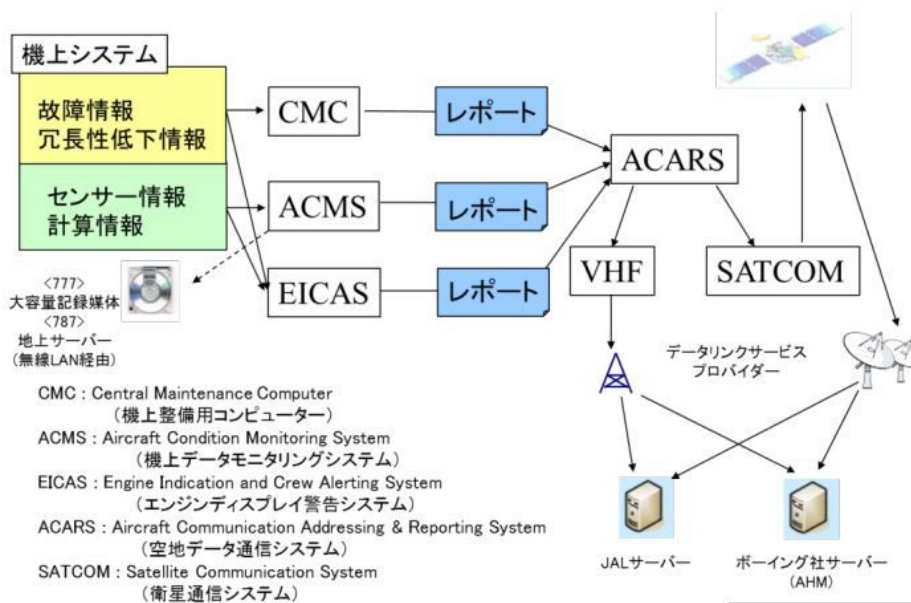 機上システム
故障情報
冗長性低下情報
センサー情報
計算情報
CMC
レポート
ACMS
レポート
EICAS
レポート
ACARS
VHF
SATCOM
<777>
大容量記録媒体
<787>
地上サーバー
(無線LAN経由)
データリンクサービス
プロバイダー
CMC : Central Maintenance Computer
(機上整備用コンピューター)
ACMS : Aircraft Condition Monitoring System
(機上データモニタリングシステム)
EICAS : Engine Indication and Crew Alerting System
(エンジンディスプレイ警告システム)
ACARS : Aircraft Communication Addressing & Reporting System
(空地データ通信システム)
SATCOM : Satellite Communication System
(衛星通信システム)
JALサーバー
ボーイング社サーバー
(AHM)